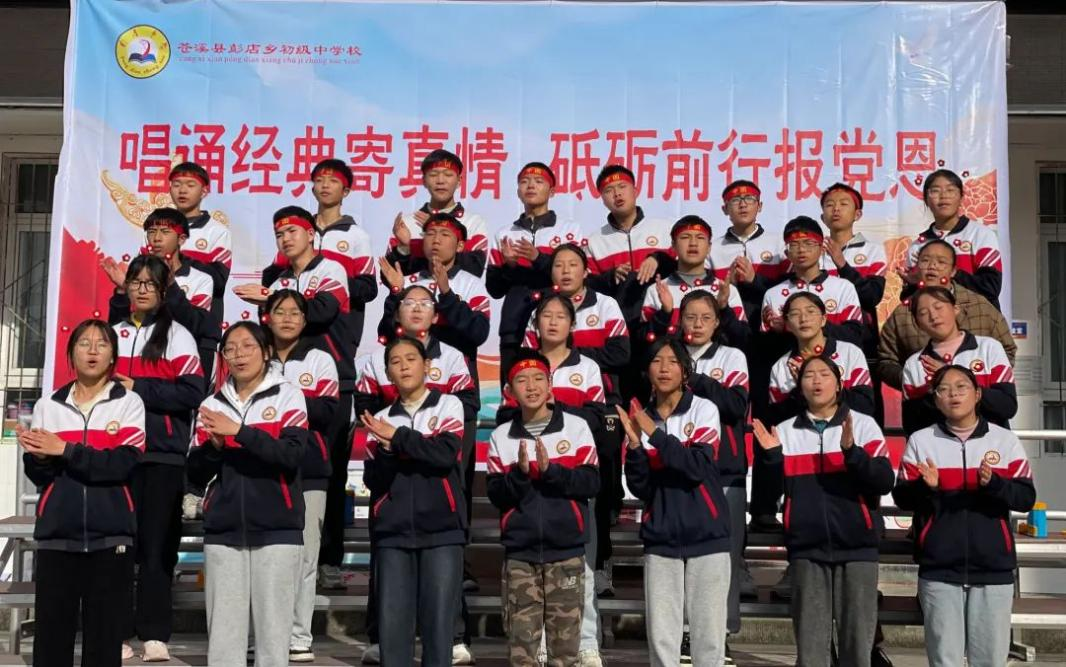 苍溪县彭店乡初级中学校
cang xi xian peng dian xiang chu ji zhong xue xiao
唱诵经典寄真情 砥砺前行报党恩